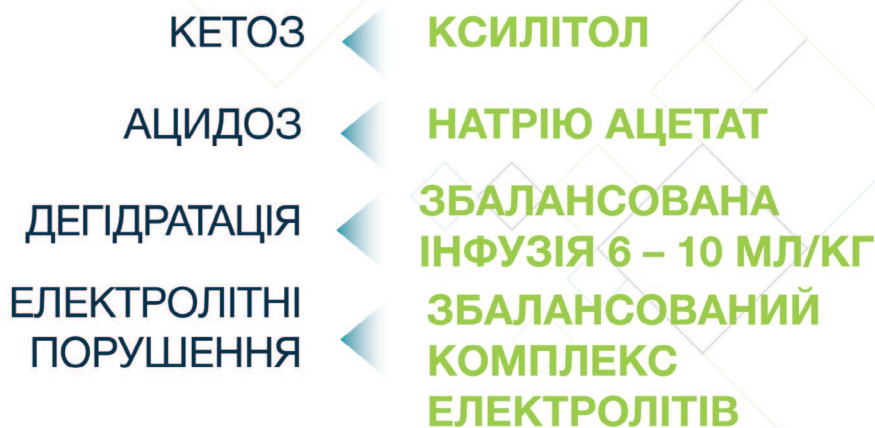 КЕТОЗ
КСИЛІТОЛ
АЦИДОЗ
НАТРІЮ АЦЕТАТ
ДЕГІДРАТАЦІЯ
ЗБАЛАНСОВАНА
ІНФУЗІЯ 6 – 10 МЛ/КГ
ЕЛЕКТРОЛІТНІ
ПОРУШЕННЯ
ЗБАЛАНСОВАНИЙ
КОМПЛЕКС
ЕЛЕКТРОЛІТІВ